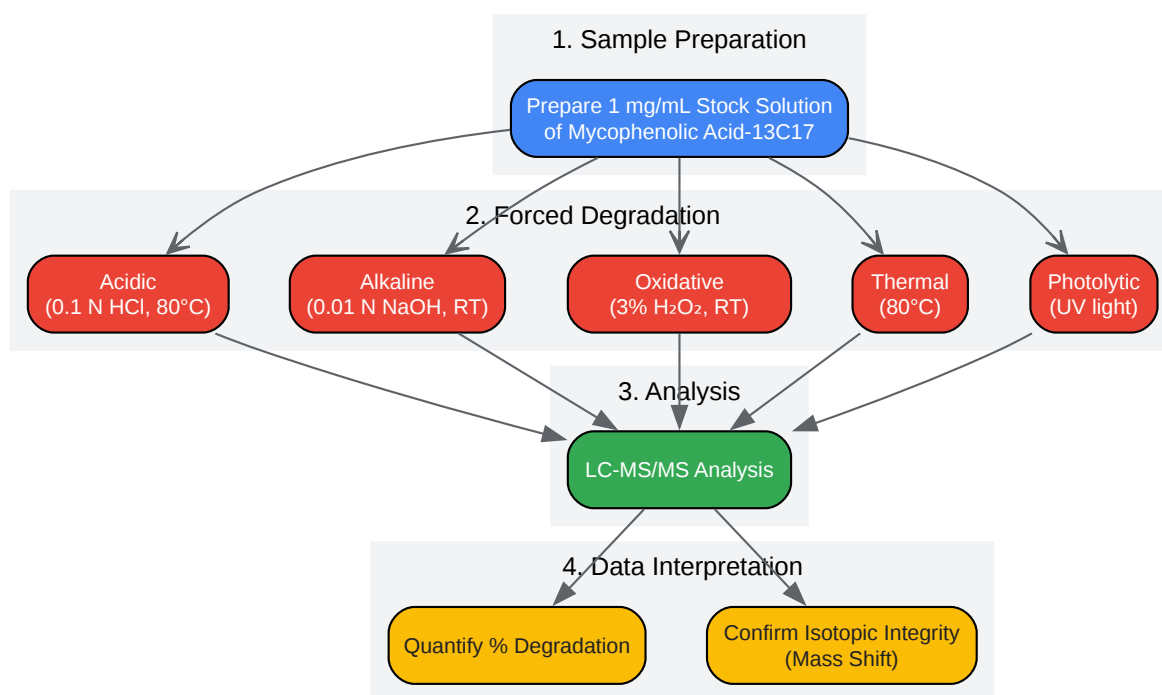 1. Sample Preparation
Prepare 1 mg/mL Stock Solution
of Mycophenolic Acid-13C17
2. Forced Degradation
Acidic
(0.1 N HCl, 80°C)
Alkaline
(0.01 N NaOH, RT)
Oxidative
(3% H₂O₂, RT)
Thermal
(80°C)
Photolytic
(UV light)
3. Analysis
LC-MS/MS Analysis
4. Data Interpretation
Quantify % Degradation
Confirm Isotopic Integrity
(Mass Shift)